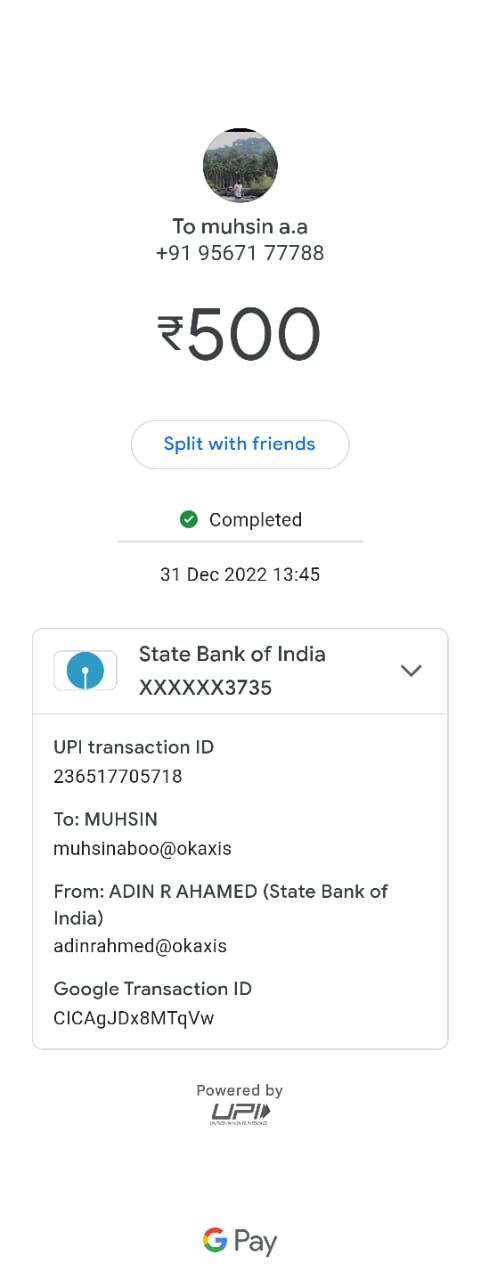 To muhsin a.a
+91 95671 77788
₹500
Split with friends
Completed
31 Dec 2022 13:45
State Bank of India
XXXXXX3735
UPI transaction ID
236517705718
To: MUHSIN
muhsinaboo@okaxis
From: ADIN R AHAMED (State Bank of
India)
adinrahmed@okaxis
Google Transaction ID
CICAgJDx8MTqVw
Powered by
UPI
G Pay